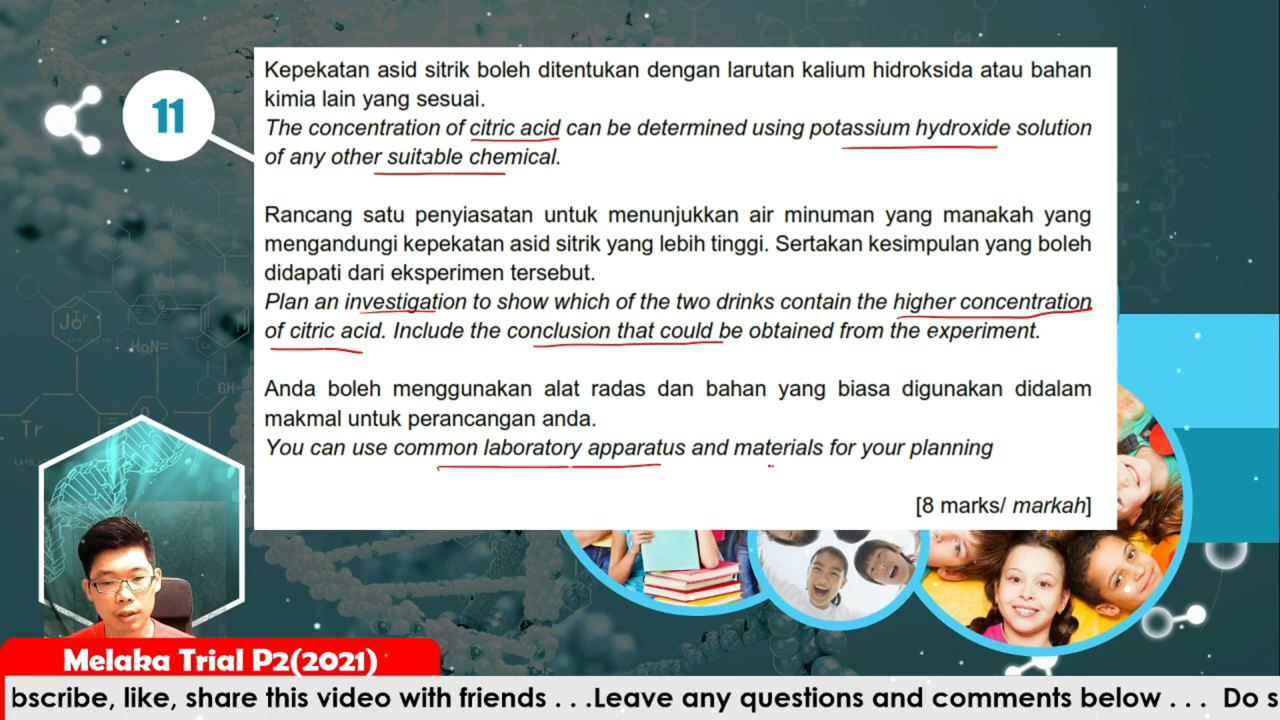 11
Kepekatan asid sitrik boleh ditentukan dengan larutan kalium hidroksida atau bahan
kimia lain yang sesuai.
The concentration of citric acid can be determined using potassium hydroxide solution
of any other suitable chemical.
Rancang satu penyiasatan untuk menunjukkan air minuman yang manakah yang
mengandungi kepekatan asid sitrik yang lebih tinggi. Sertakan kesimpulan yang boleh
didapati dari eksperimen tersebut.
Plan an investigation to show which of the two drinks contain the higher concentration
of citric acid. Include the conclusion that could be obtained from the experiment.
Anda boleh menggunakan alat radas dan bahan yang biasa digunakan didalam
makmal untuk perancangan anda.
You can use common laboratory apparatus and materials for your planning
[8 marks/ markah]
Melaka Trial P2(2021)
bscribe, like, share this video with friends . . .Leave any questions and comments below . . . Do s